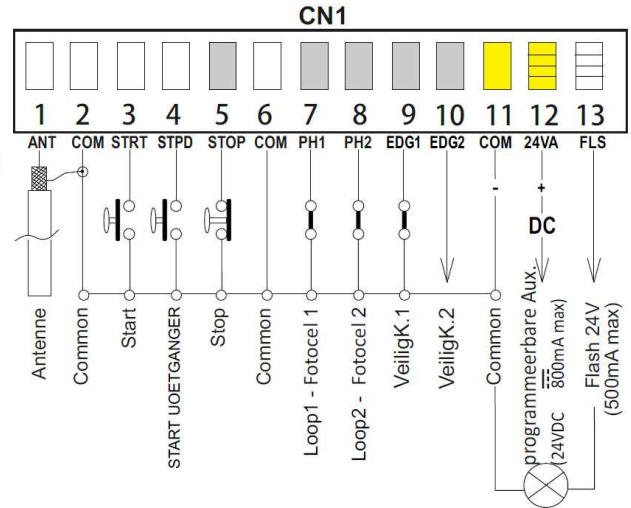 CN1
1 2 3 4 5 6 7 8 9 10 11 12 13
ANT COM STRT STPD STOP COM PH1 PH2 EDG1 EDG2 COM 24VA FLS
- +
DC
Antenne
Common
Start
START UOETGANGER
Stop
Common
Loop1 - Fotocel 1
Loop2 - Fotocel 2
VeiligK.1
VeiligK.2
Common
programmeerbare Aux.
(24VDC 800mA max)
Flash 24V
(500mA max)